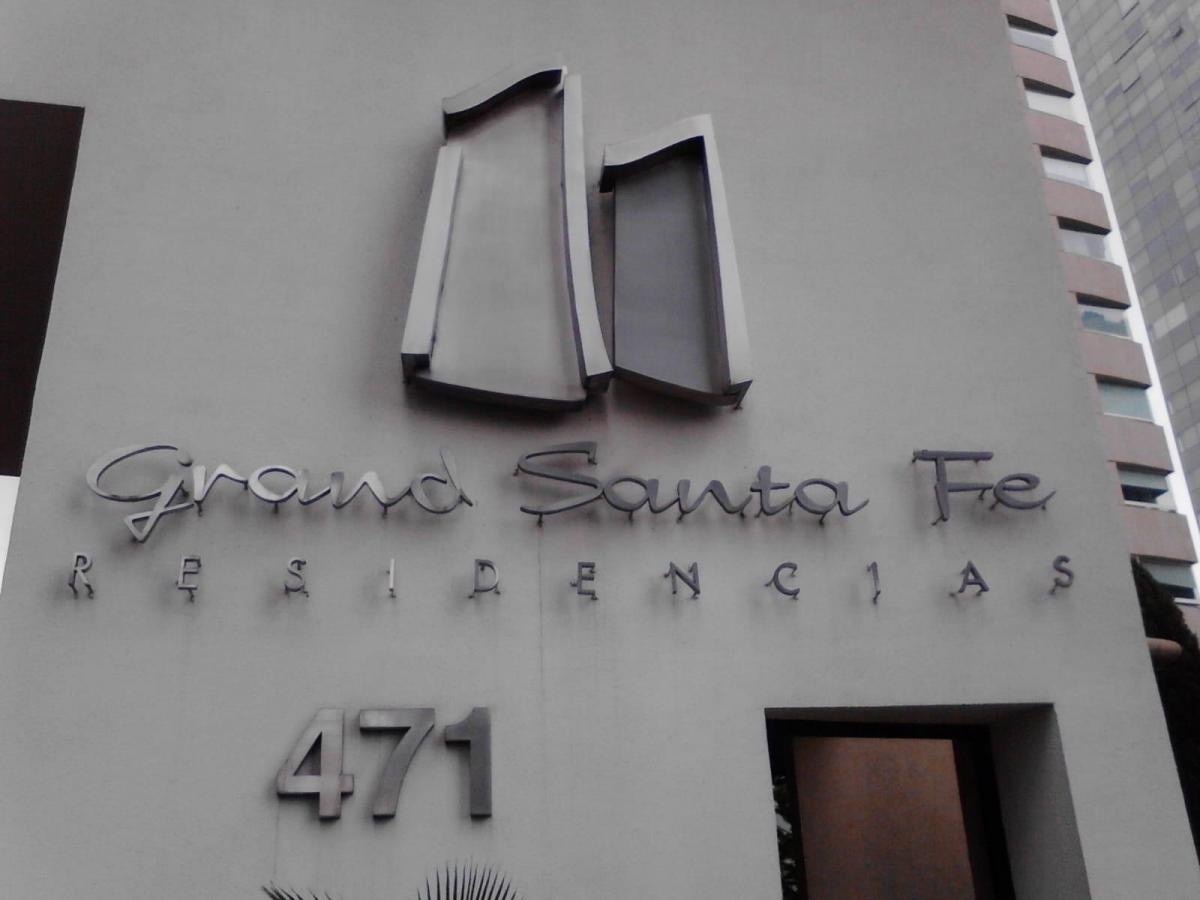 Grand Santa Fe
RESIDENCIAS
471